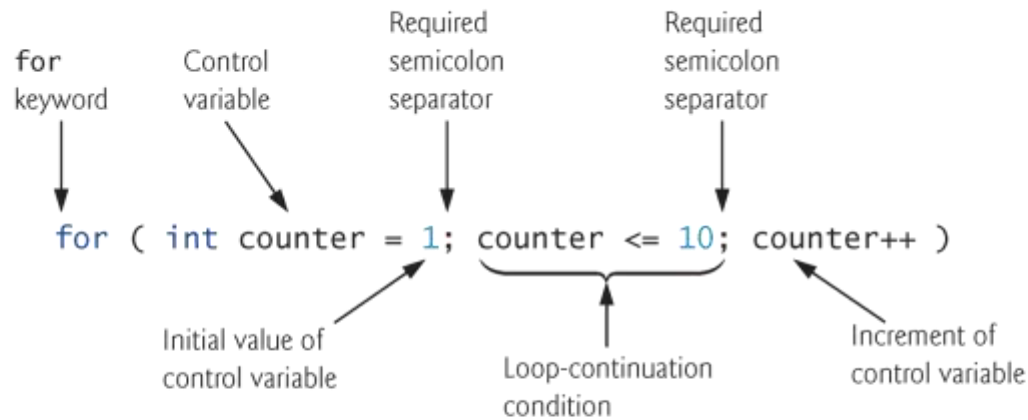 for
keyword
Control
variable
Required
semicolon
separator
Required
semicolon
separator
for ( int counter = 1; counter <= 10; counter++ )
Initial value of
control variable
Loop-continuation
condition
Increment of
control variable